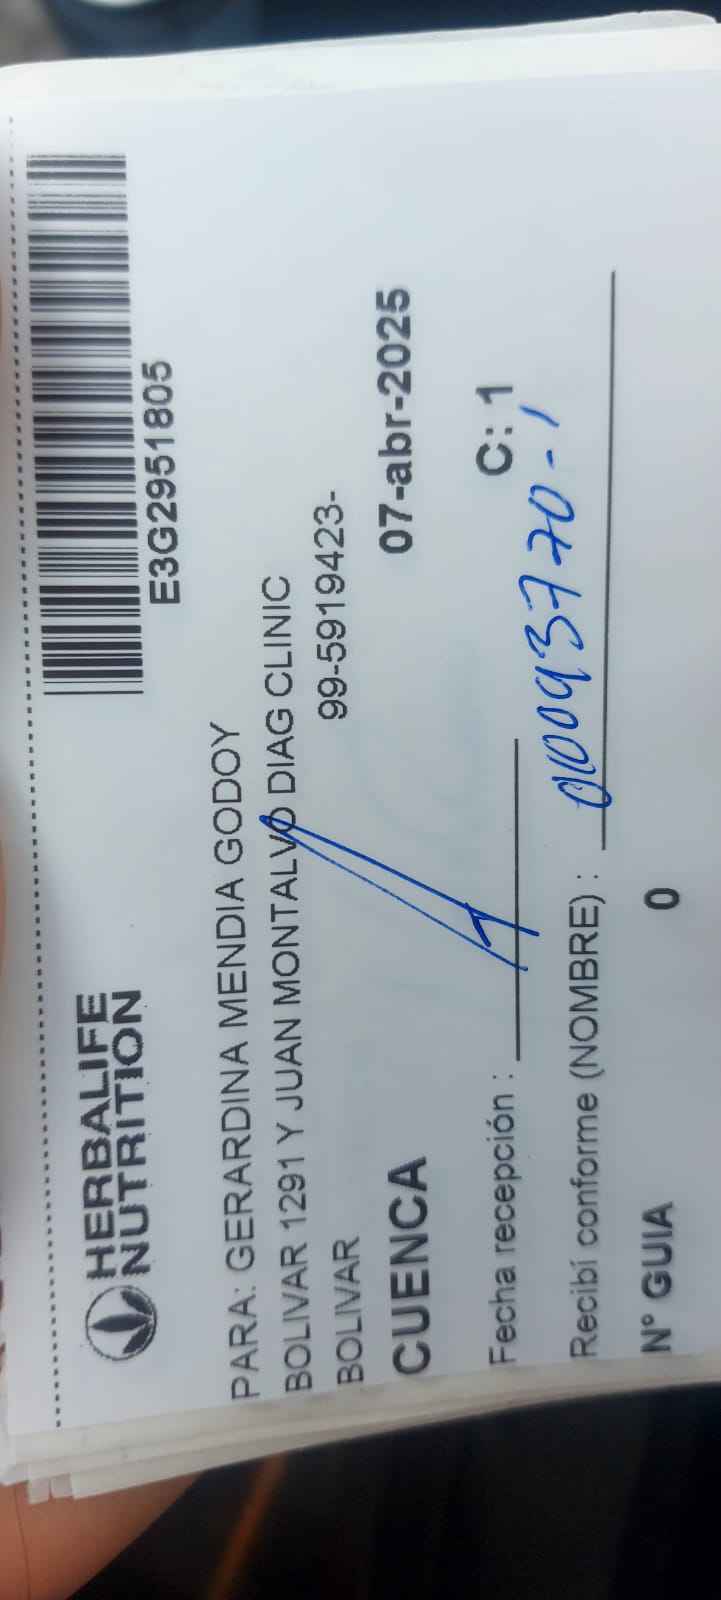 HERBALIFE
NUTRITION
E3G2951805
PARA: GERARDINA MENDIA GODOY
BOLIVAR 1291 Y JUAN MONTALVO DIAG CLINIC
BOLIVAR 99-5919423-
CUENCA 07-abr-2025
Fecha recepción : C: 1
Recibí conforme (NOMBRE) : 010093770-1
N° GUIA 0